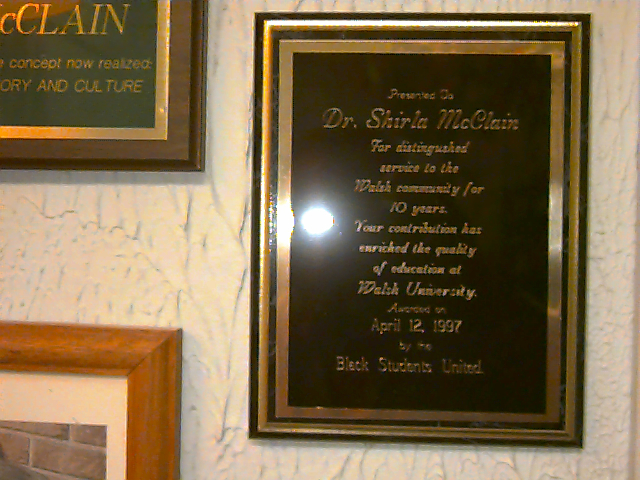 McCLAIN
concept now realized:
ORY AND CULTURE
Presented To
Dr. Shirla McClain
For distinguished
service to the
Walsh community for
10 years.
Your contribution has
enriched the quality
of education at
Walsh University.
Awarded on
April 12, 1997
by the
Black Students United.